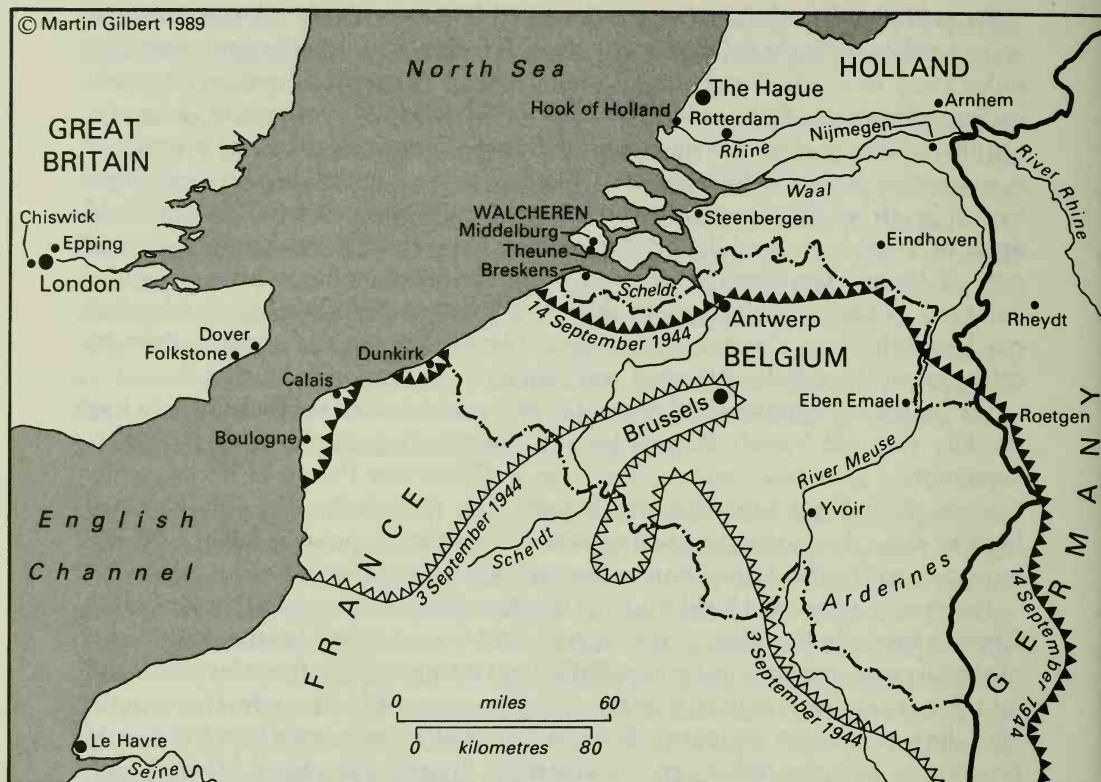 © Martin Gilbert 1989
North Sea
HOLLAND
The Hague
Hook of Holland
Rotterdam
Arnhem
Nijmegen
Rhine
River Rhine
GREAT
BRITAIN
Waal
Chiswick
Epping
London
WALCHEREN
Middelburg
Theune
Breskens
Steenbergen
Eindhoven
Scheldt
14 September 1944
Antwerp
Rheydt
Dover
Folkstone
Dunkirk
BELGIUM
Calais
Boulogne
Brussels
Eben Emael
Roetgen
River Meuse
English
Channel
FRANCE
3 September 1944
Scheldt
Yvoir
Ardennes
GERMANY
14 September 1944
3 September 1944
0 miles 60
0 kilometres 80
Le Havre
Seine